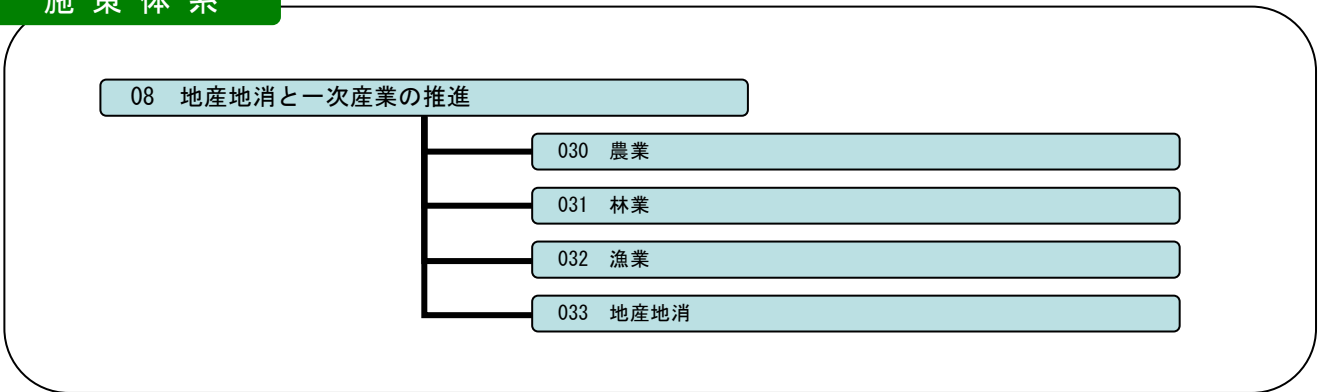 施策体系
08 地産地消と一次産業の推進
030 農業
031 林業
032 漁業
033 地産地消